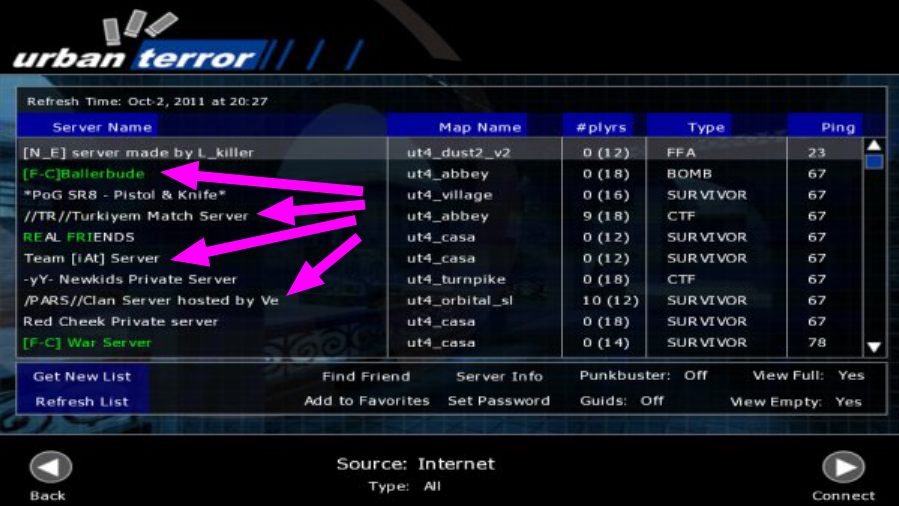 urban terror
Refresh Time: Oct-2, 2011 at 20:27
Server Name Map Name #plyrs Type Ping
[N_E] server made by L_killer ut4_dust2_v2 0 (12) FFA 23
[F-C]Ballerbude ut4_abbey 0 (18) BOMB 67
*PoG SR8 - Pistol & Knife* ut4_village 0 (16) SURVIVOR 67
//TR//Turkiyem Match Server ut4_abbey 9 (18) CTF 67
REAL FRIENDS ut4_casa 0 (12) SURVIVOR 67
Team [iAt] Server ut4_casa 0 (12) SURVIVOR 67
-yY- Newkids Private Server ut4_turnpike 0 (18) CTF 67
/PARS//Clan Server hosted by Ve ut4_orbital_sl 10 (12) SURVIVOR 67
Red Cheek Private server ut4_casa 0 (18) SURVIVOR 67
[F-C] War Server ut4_casa 0 (14) SURVIVOR 78
Get New List Find Friend Server Info Punkbuster: Off View Full: Yes
Refresh List Add to Favorites Set Password Guids: Off View Empty: Yes
Source: Internet
Type: All
Back Connect